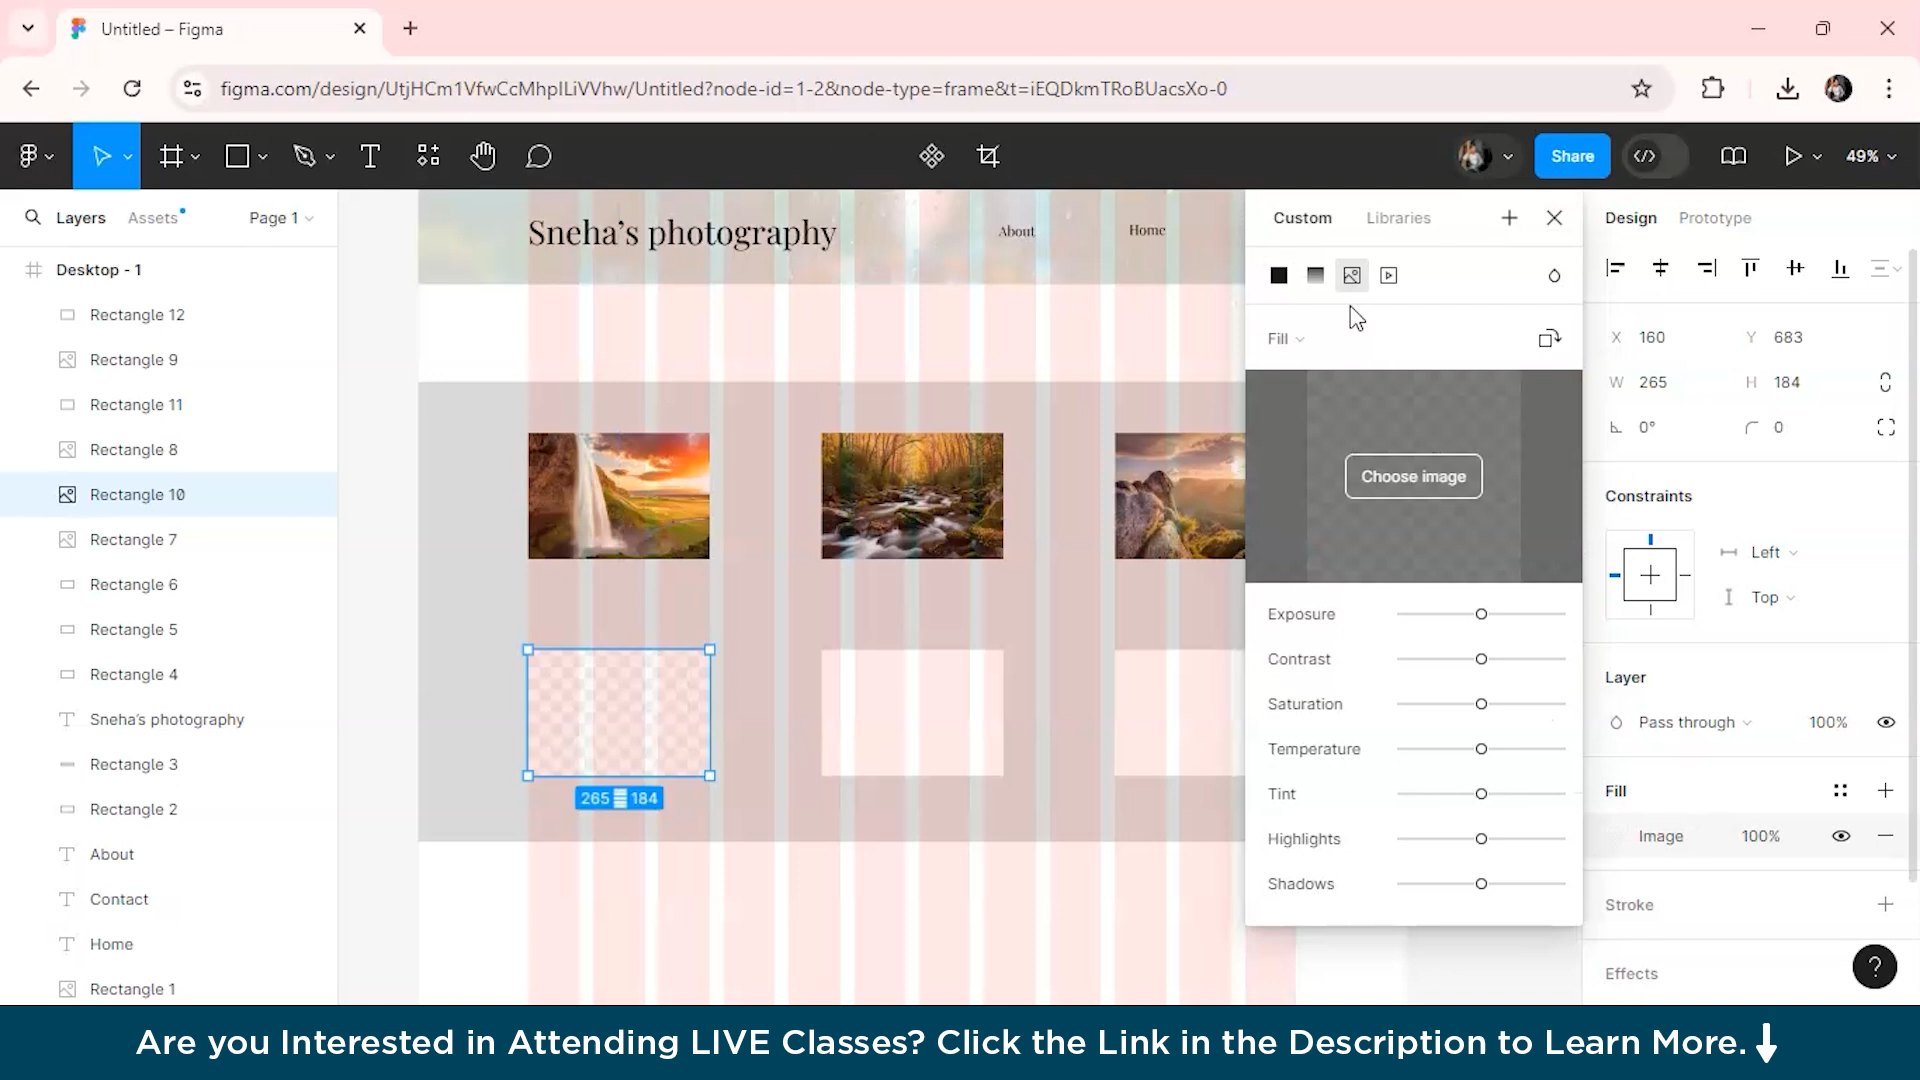 Untitled – Figma
figma.com/design/UtjHCm1VfwCcMhpILiVVhw/Untitled?node-id=1-2&node-type=frame&t=iEQDkmTRoBUacsXo-0
Share
49%
Layers
Assets
Page 1
Desktop - 1
Rectangle 12
Rectangle 9
Rectangle 11
Rectangle 8
Rectangle 10
Rectangle 7
Rectangle 6
Rectangle 5
Rectangle 4
Sneha's photography
Rectangle 3
Rectangle 2
About
Contact
Home
Rectangle 1
Sneha's photography
About
Home
265
184
Custom
Libraries
Fill
Choose image
Exposure
Contrast
Saturation
Temperature
Tint
Highlights
Shadows
Design
Prototype
X 160
Y 683
W 265
H 184
0°
0
Constraints
Left
Top
Layer
Pass through
100%
Fill
Image
100%
Stroke
Effects
?
Are you Interested in Attending LIVE Classes? Click the Link in the Description to Learn More.